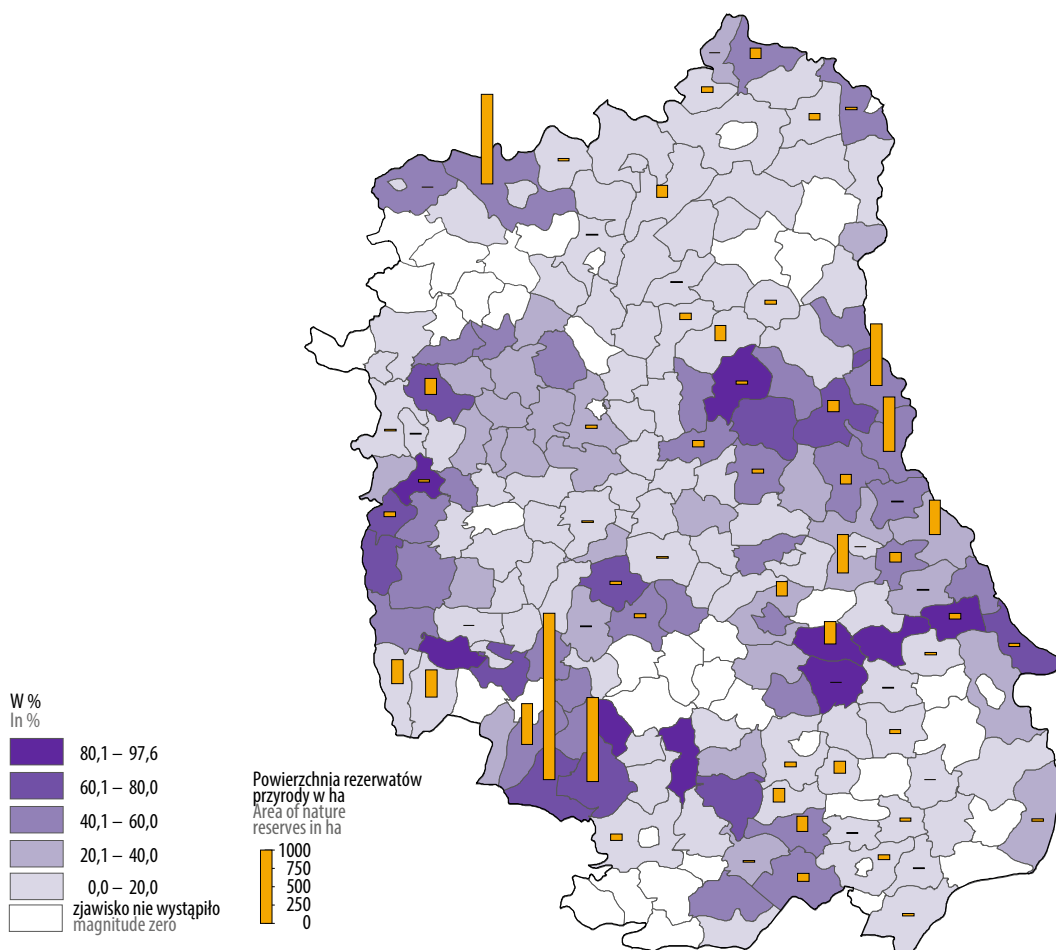 W %
In %
80,1 – 97,6
60,1 – 80,0
40,1 – 60,0
20,1 – 40,0
0,0 – 20,0
zjawisko nie wystąpiło
magnitude zero
Powierzchnia rezerwatów
przyrody w ha
Area of nature
reserves in ha
1000
750
500
250
0